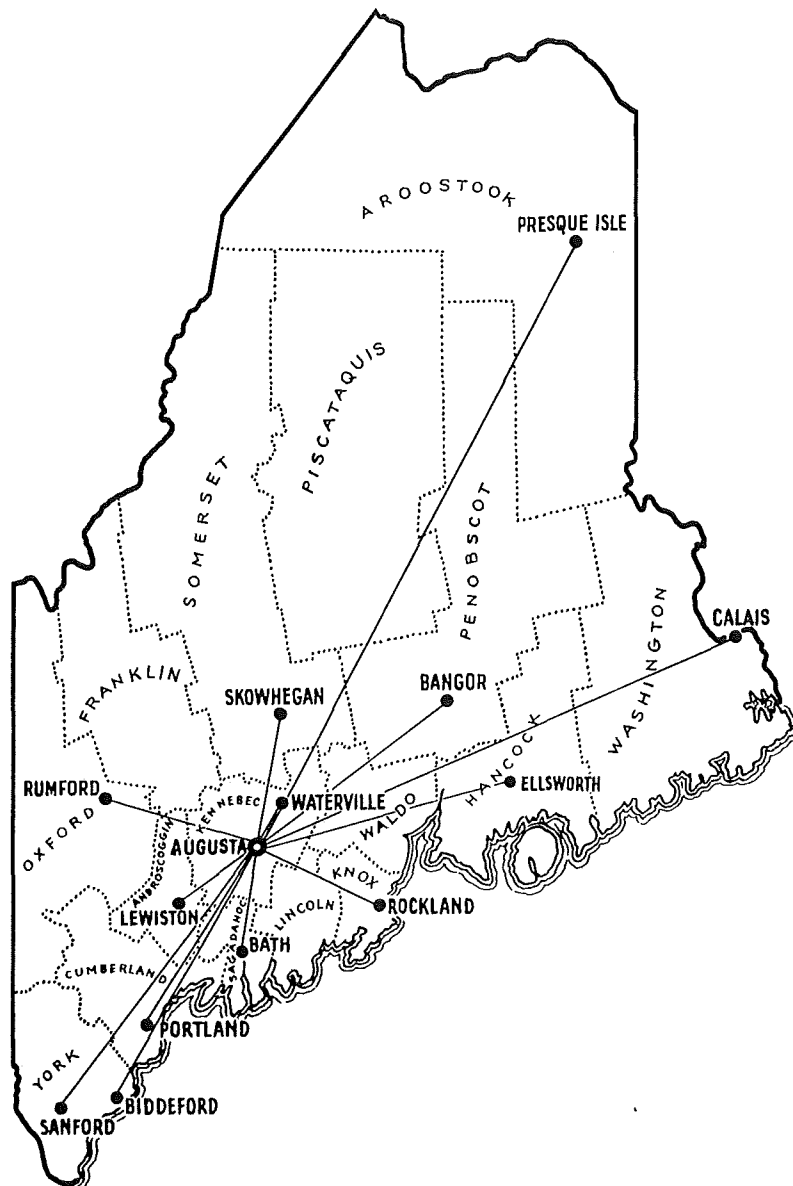 AROOSTOOK
PRESQUE ISLE
PISCATAQUIS
SOMERSET
PENOBSCOT
CALAIS
WASHINGTON
FRANKLIN
SKOWHEGAN
BANGOR
HANCOCK
RUMFORD
ELLSWORTH
KENNEBEC
WATERVILLE
WALDO
OXFORD
AUGUSTA
ANDROSCOGGIN
KNOX
LEWISTON
LINCOLN
ROCKLAND
SAGADAHOC
BATH
CUMBERLAND
PORTLAND
YORK
BIDDEFORD
SANFORD